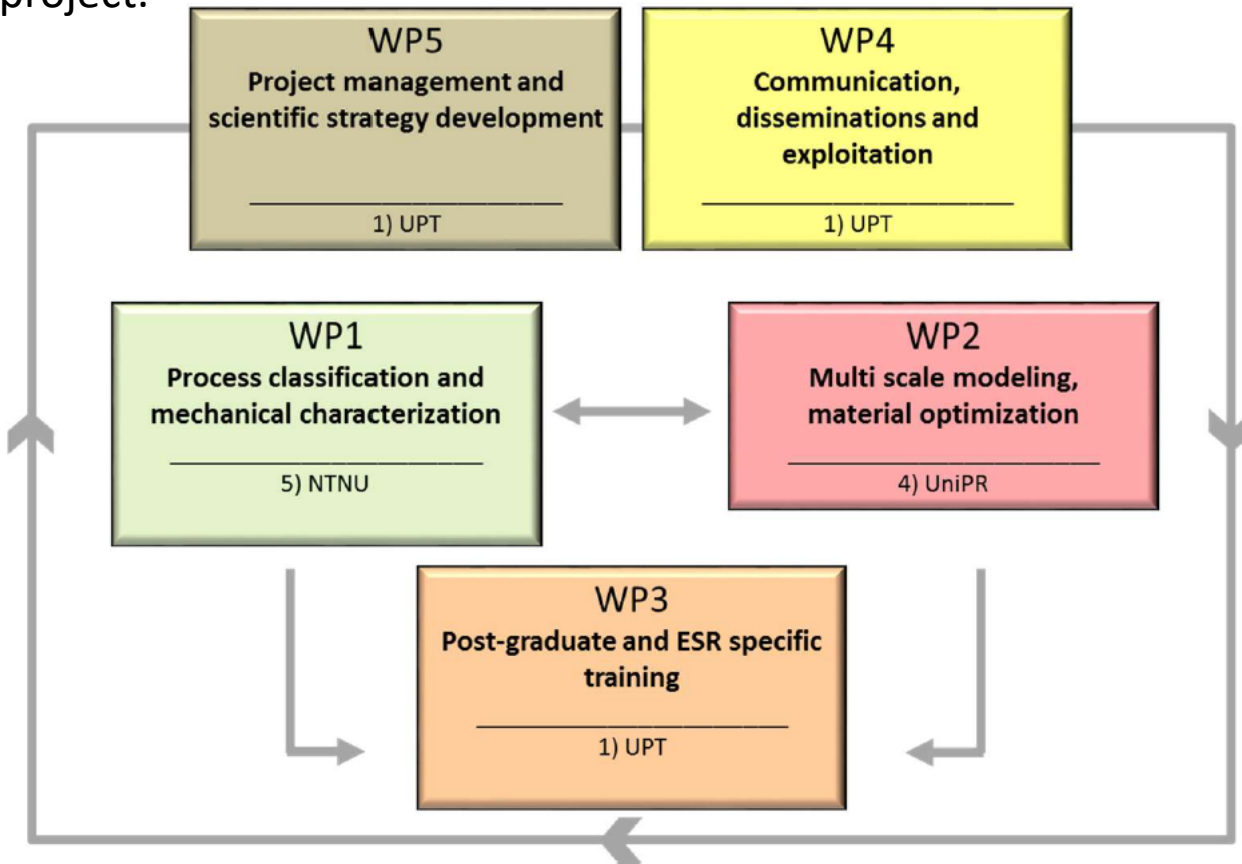 project.
WP5
Project management and
scientific strategy development
1) UPT
WP4
Communication,
disseminations and
exploitation
1) UPT
WP1
Process classification and
mechanical characterization
5) NTNU
WP2
Multi scale modeling,
material optimization
4) UniPR
WP3
Post-graduate and ESR specific
training
1) UPT